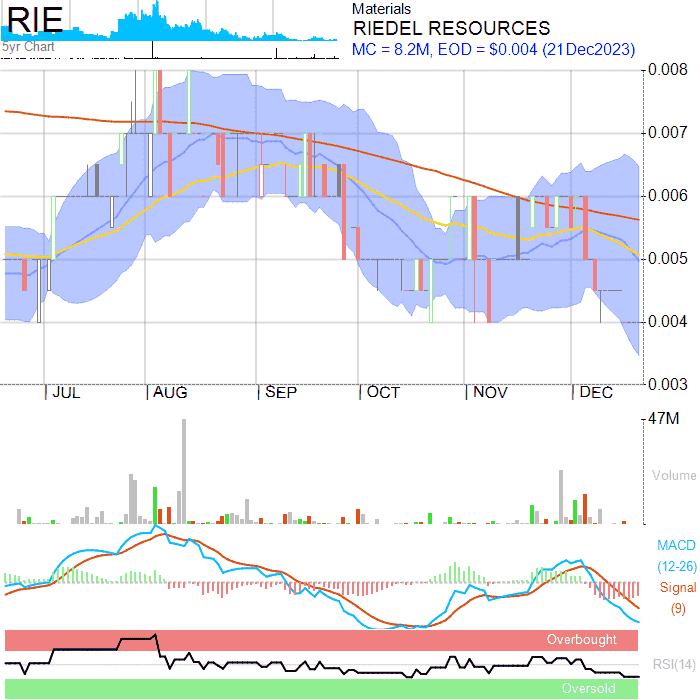 RIE
5yr Chart
Materials
RIEDEL RESOURCES
MC = 8.2M, EOD = $0.004 (21Dec2023)
0.008
0.007
0.006
0.005
0.004
0.003
JUL AUG SEP OCT NOV DEC
47M
Volume
MACD
(12-26)
Signal
(9)
Overbought
RSI(14)
Oversold